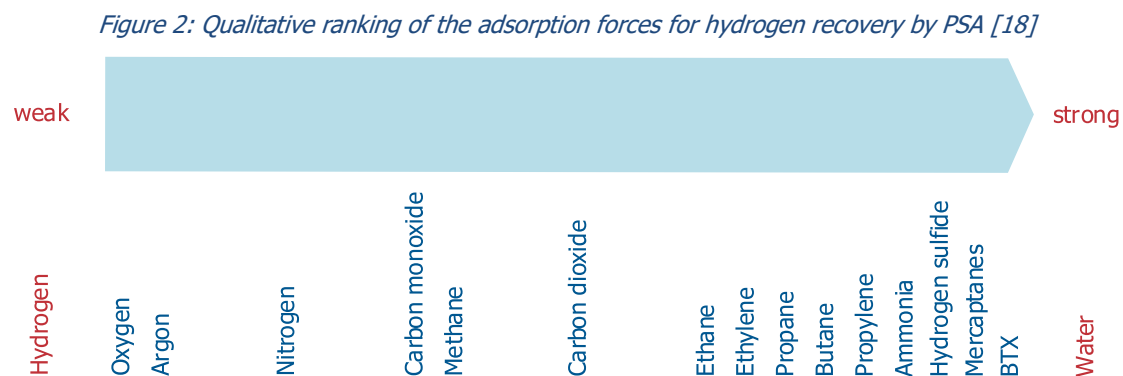 Figure 2: Qualitative ranking of the adsorption forces for hydrogen recovery by PSA [18]
weak
strong
Hydrogen
Oxygen
Argon
Nitrogen
Carbon monoxide
Methane
Carbon dioxide
Ethane
Ethylene
Propane
Butane
Propylene
Ammonia
Hydrogen sulfide
Mercaptanes
BTX
Water